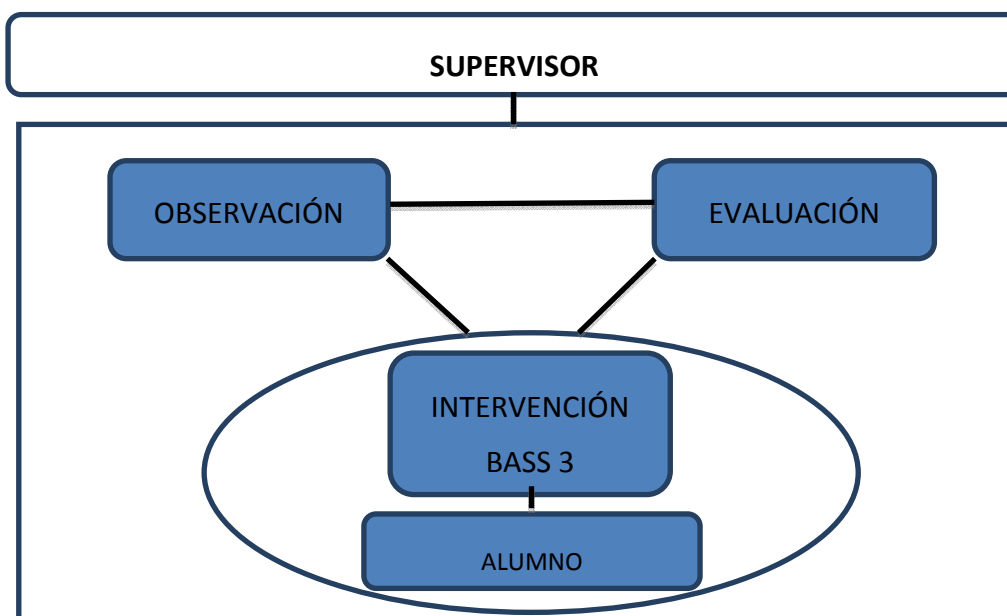 SUPERVISOR
OBSERVACIÓN
EVALUACIÓN
INTERVENCIÓN
BASS 3
ALUMNO